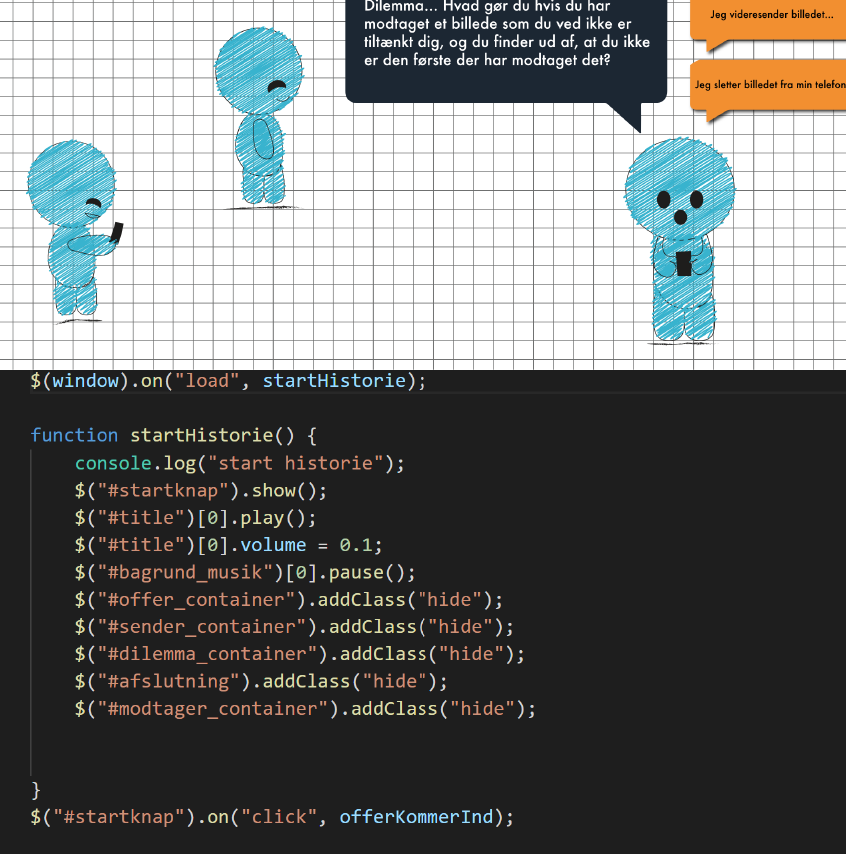 Dilemma... Hvad gør du hvis du har
modtaget et billede som du ved ikke er
tiltænkt dig, og du finder ud af, at du ikke
er den første der har modtaget det?
Jeg videresender billedet...
Jeg sletter billedet fra min telefon
$(window).on("load", startHistorie);
function startHistorie() {
console.log("start historie");
$("#startknap").show();
$("#title")[0].play();
$("#title")[0].volume = 0.1;
$("#bagrund_musik")[0].pause();
$("#offer_container").addClass("hide");
$("#sender_container").addClass("hide");
$("#dilemma_container").addClass("hide");
$("#afslutning").addClass("hide");
$("#modtager_container").addClass("hide");
}
$("#startknap").on("click", offerKommerInd);